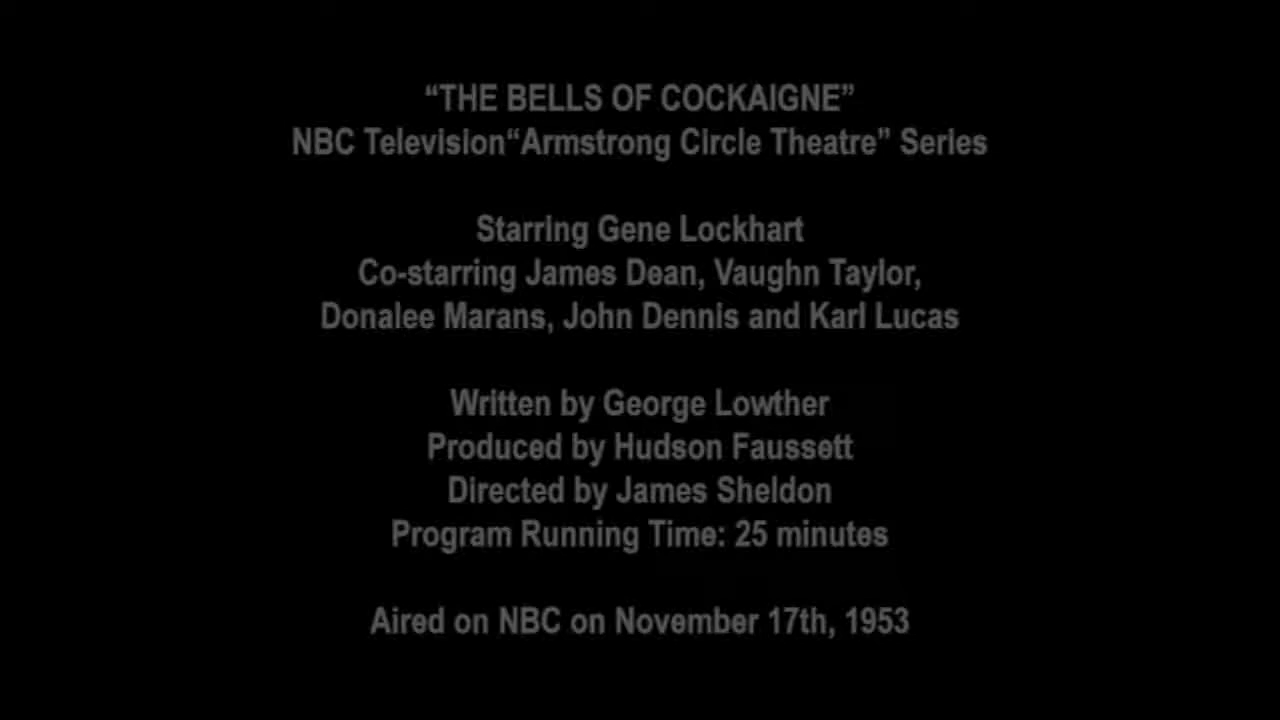 “THE BELLS OF COCKAIGNE”
NBC Television“Armstrong Circle Theatre” Series
Starring Gene Lockhart
Co-starring James Dean, Vaughn Taylor,
Donalee Marans, John Dennis and Karl Lucas
Written by George Lowther
Produced by Hudson Faussett
Directed by James Sheldon
Program Running Time: 25 minutes
Aired on NBC on November 17th, 1953